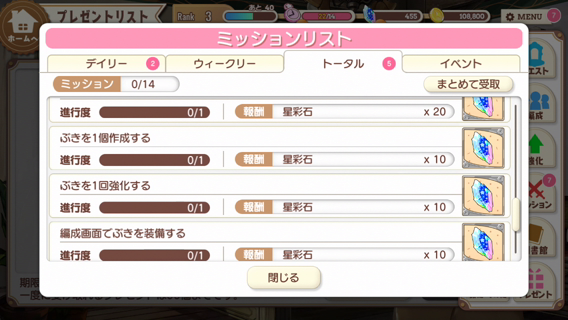 プレゼントリスト
Rank 3
あと 40
455
108,800
MENU
ホームへ
ミッションリスト
デイリー 2
ウィークリー
トータル 5
イベント
ミッション 0/14
まとめて受取
進行度 0/1 報酬 星彩石 x 20
ぶきを1個作成する
進行度 0/1 報酬 星彩石 x 10
ぶきを1回強化する
進行度 0/1 報酬 星彩石 x 10
編成画面でぶきを装備する
進行度 0/1 報酬 星彩石 x 10
閉じる
エスト
編成
強化
7
ション
書館
レゼント